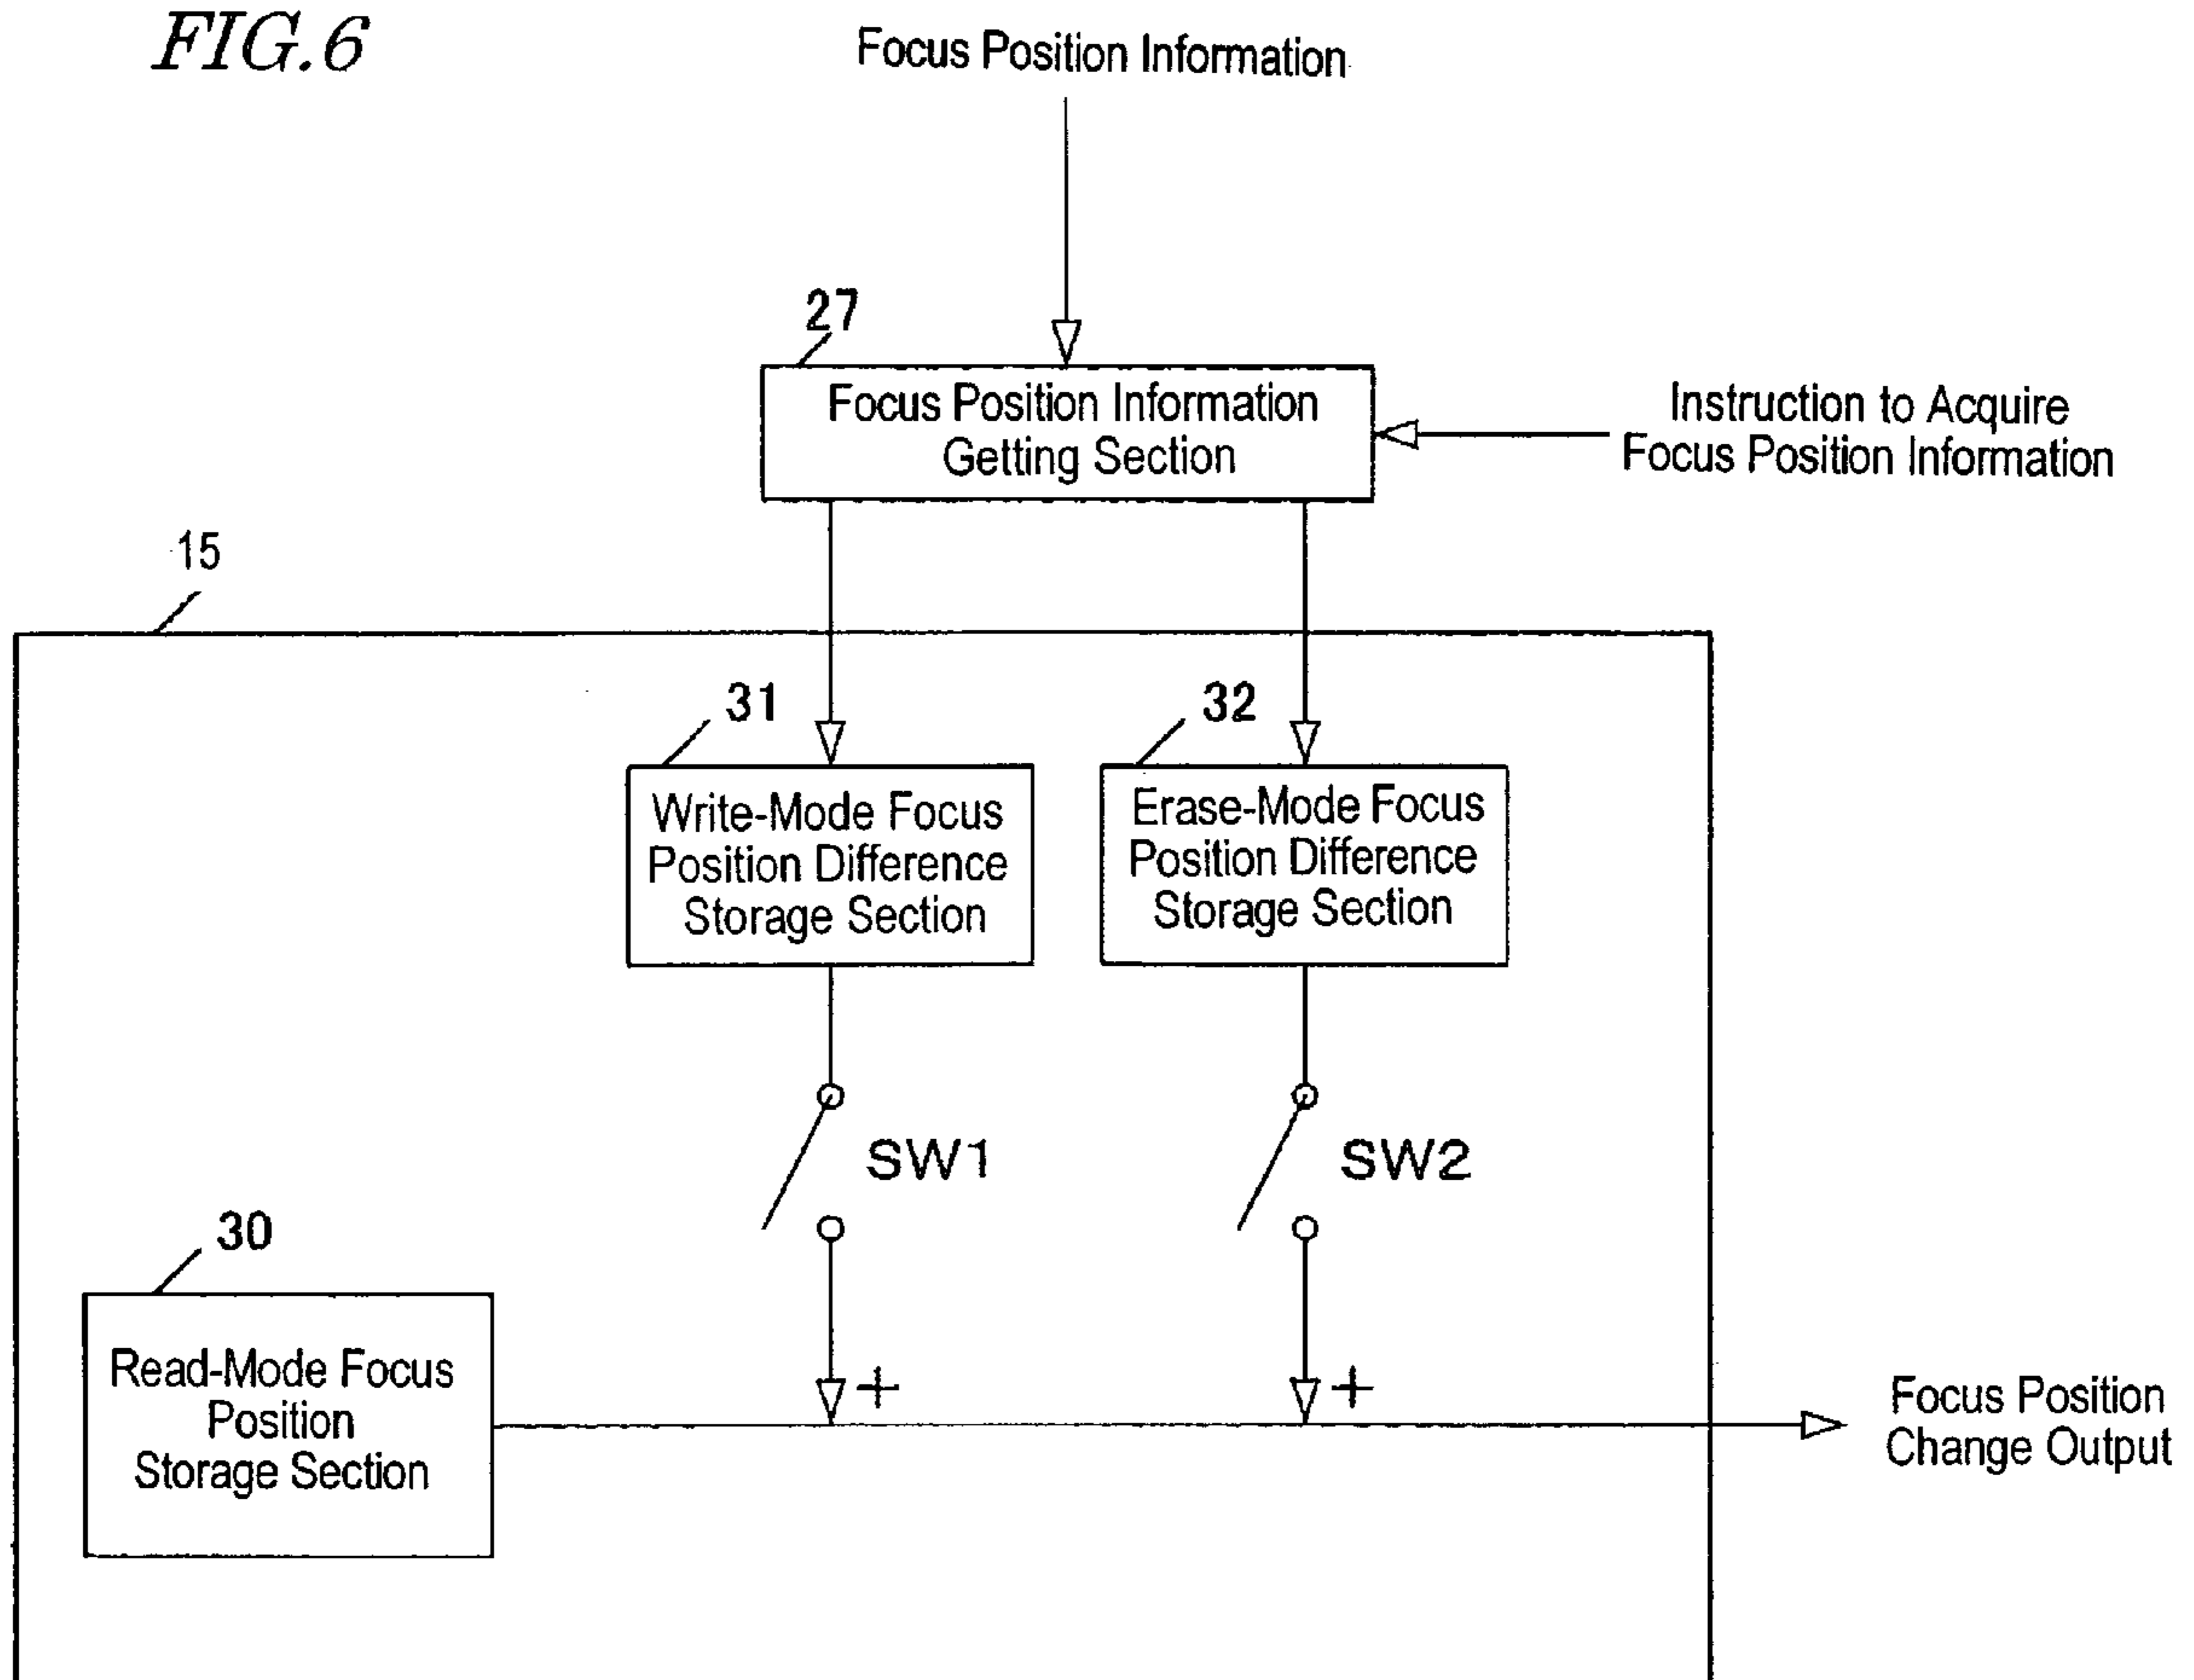 FIG.6
Focus Position Information
27
Focus Position Information
Getting Section
Instruction to Acquire
Focus Position Information
15
31
32
Write-Mode Focus
Position Difference
Storage Section
Erase-Mode Focus
Position Difference
Storage Section
SW1
SW2
30
Read-Mode Focus
Position
Storage Section
+
+
Focus Position
Change Output